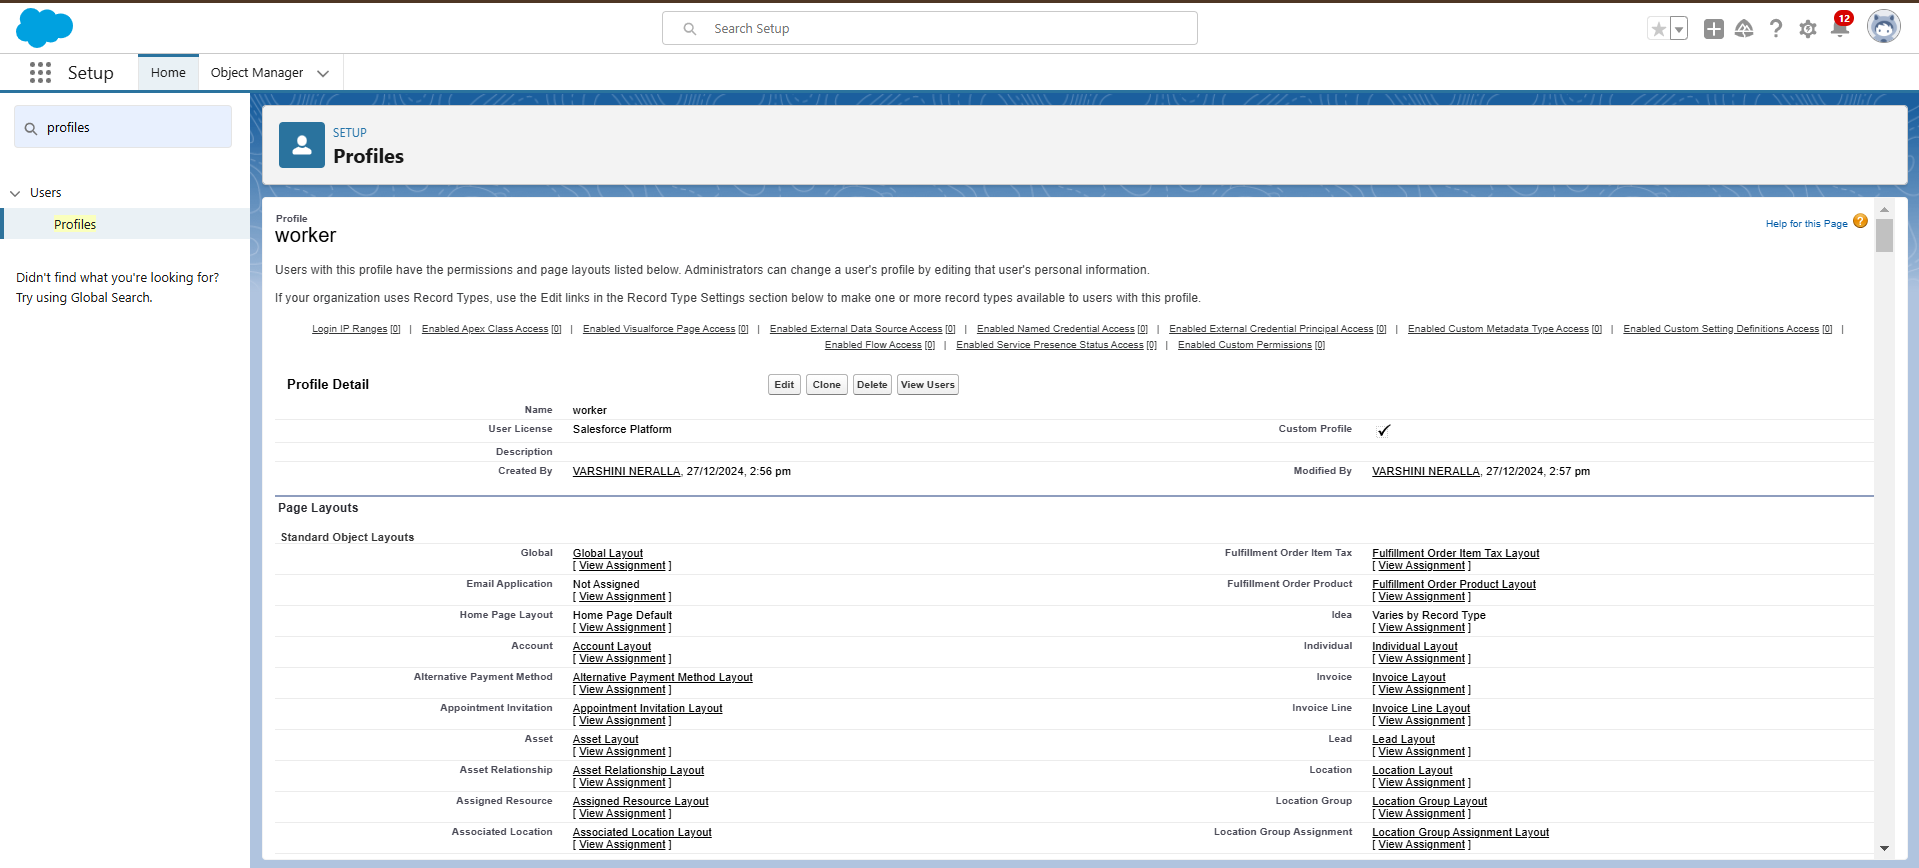 Search Setup
12
Setup
Home
Object Manager
profiles
Users
Profiles
Didn't find what you're looking for?
Try using Global Search.
SETUP
Profiles
Profile
worker
Help for this Page ?
Users with this profile have the permissions and page layouts listed below. Administrators can change a user's profile by editing that user's personal information.
If your organization uses Record Types, use the Edit links in the Record Type Settings section below to make one or more record types available to users with this profile.
Login IP Ranges [0] | Enabled Apex Class Access [0] | Enabled Visualforce Page Access [0] | Enabled External Data Source Access [0] | Enabled Named Credential Access [0] | Enabled External Credential Principal Access [0] | Enabled Custom Metadata Type Access [0] | Enabled Custom Setting Definitions Access [0] |
Enabled Flow Access [0] | Enabled Service Presence Status Access [0] | Enabled Custom Permissions [0]
Profile Detail Edit Clone Delete View Users
Name worker
User License Salesforce Platform Custom Profile ✓
Description
Created By VARSHINI NERALLA, 27/12/2024, 2:56 pm Modified By VARSHINI NERALLA, 27/12/2024, 2:57 pm
Page Layouts
Standard Object Layouts
Global Global Layout Fulfillment Order Item Tax Fulfillment Order Item Tax Layout
[ View Assignment ] [ View Assignment ]
Email Application Not Assigned Fulfillment Order Product Fulfillment Order Product Layout
[ View Assignment ] [ View Assignment ]
Home Page Layout Home Page Default Idea Varies by Record Type
[ View Assignment ] [ View Assignment ]
Account Account Layout Individual Individual Layout
[ View Assignment ] [ View Assignment ]
Alternative Payment Method Alternative Payment Method Layout Invoice Invoice Layout
[ View Assignment ] [ View Assignment ]
Appointment Invitation Appointment Invitation Layout Invoice Line Invoice Line Layout
[ View Assignment ] [ View Assignment ]
Asset Asset Layout Lead Lead Layout
[ View Assignment ] [ View Assignment ]
Asset Relationship Asset Relationship Layout Location Location Layout
[ View Assignment ] [ View Assignment ]
Assigned Resource Assigned Resource Layout Location Group Location Group Layout
[ View Assignment ] [ View Assignment ]
Associated Location Associated Location Layout Location Group Assignment Location Group Assignment Layout
[ View Assignment ] [ View Assignment ]